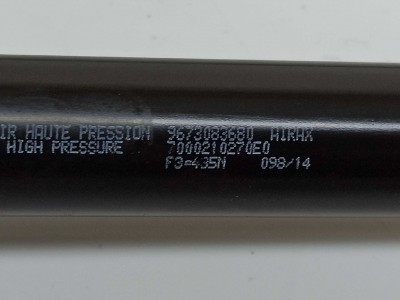 IR HAUTE PRESSION 9673083680 AIRAX
HIGH PRESSURE 7000210270E0
F3=435N 098/14